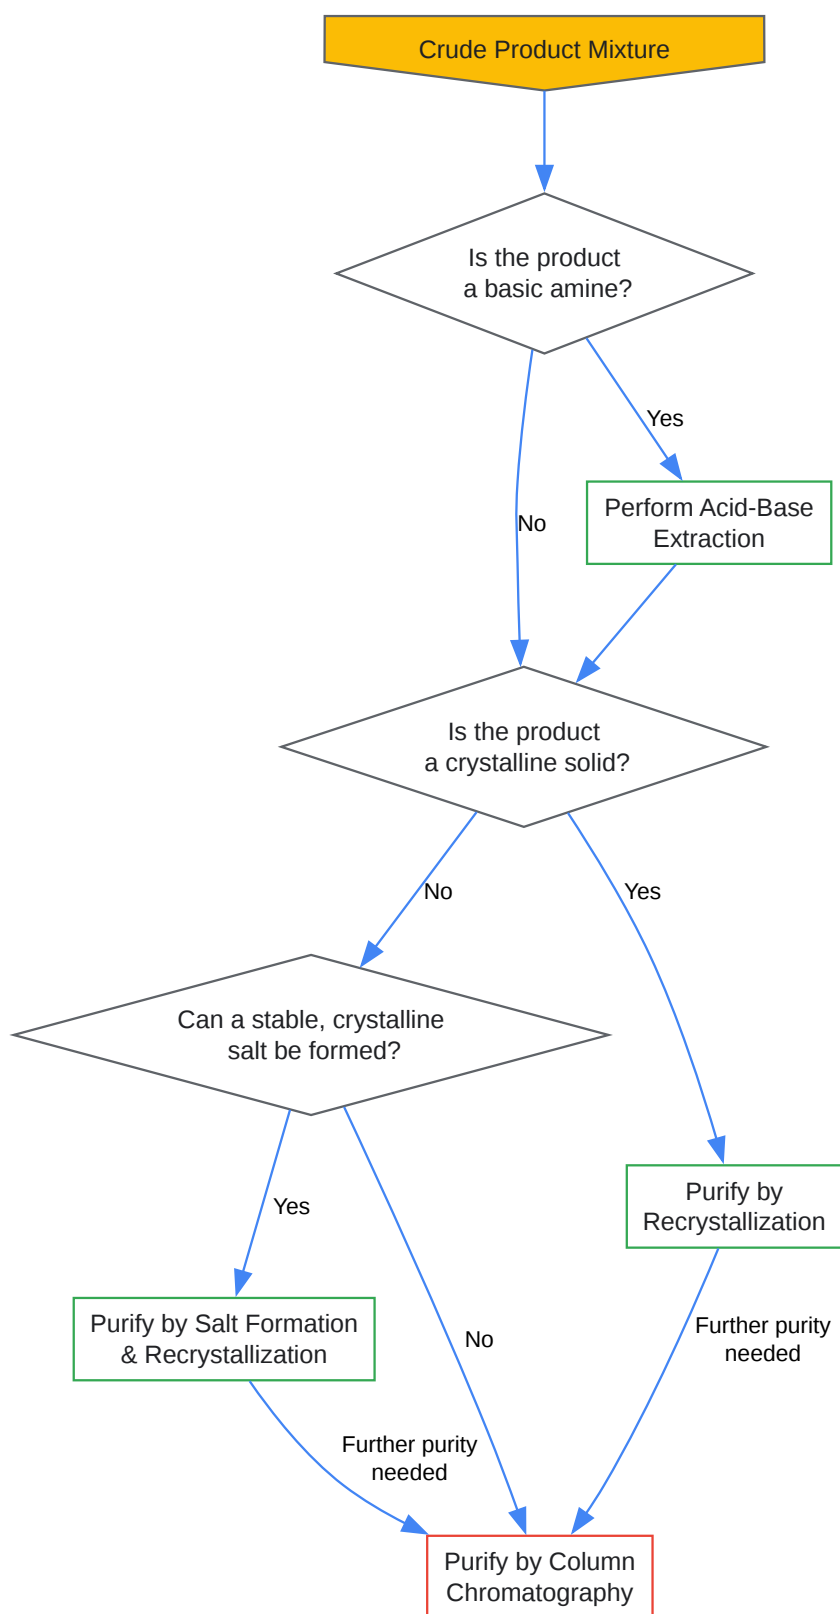 Crude Product Mixture
Is the product
a basic amine?
Yes
No
Perform Acid-Base
Extraction
Is the product
a crystalline solid?
No
Yes
Can a stable, crystalline
salt be formed?
Purify by
Recrystallization
Yes
Purify by Salt Formation
& Recrystallization
No
Further purity
needed
Further purity
needed
Purify by Column
Chromatography